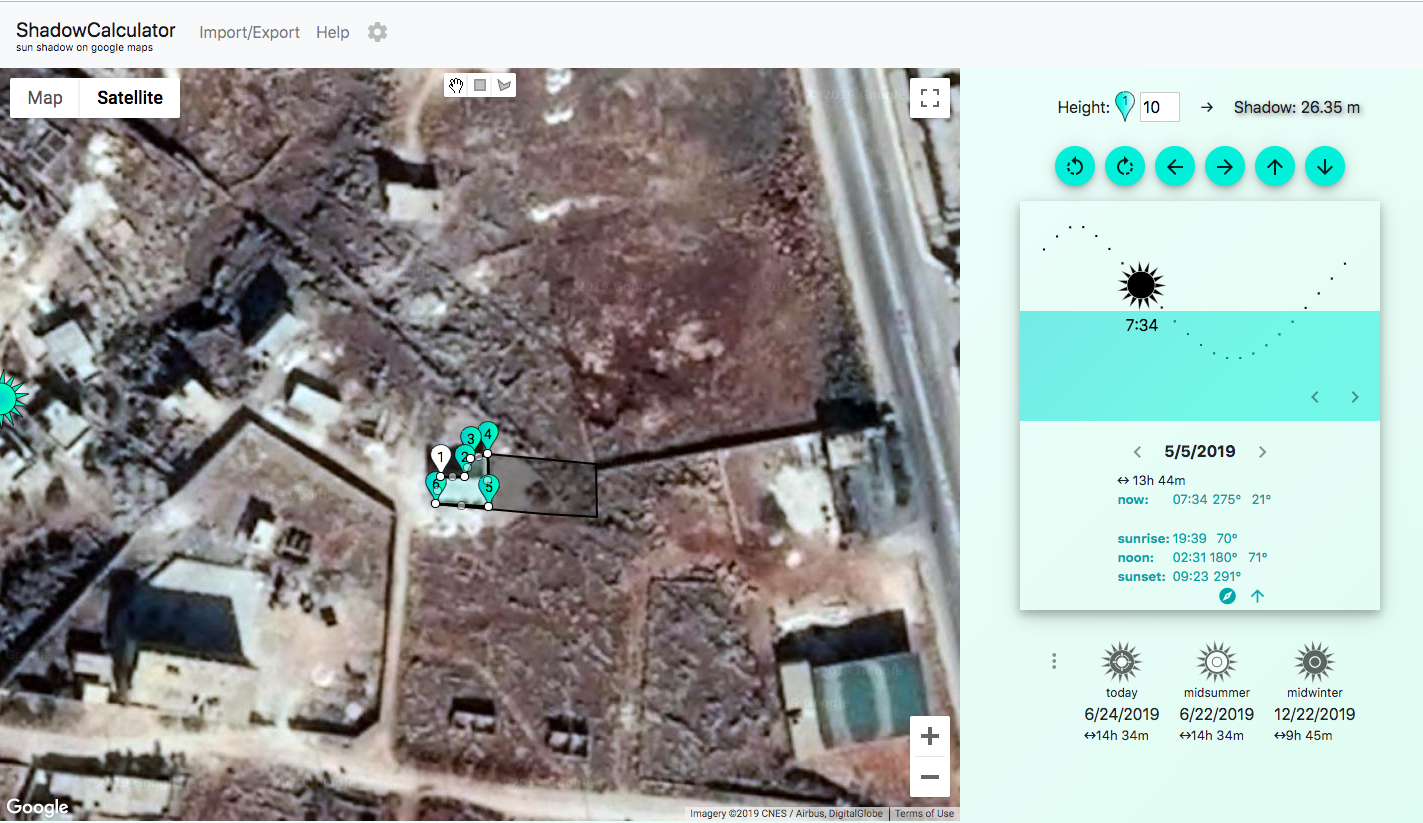 ShadowCalculator
sun shadow on google maps
Import/Export
Help
Map
Satellite
Height:
1
10
→
Shadow: 26.35 m
7:34
1
2
3
4
5
6
5/5/2019
↔ 13h 44m
now: 07:34 275° 21°
sunrise: 19:39 70°
noon: 02:31 180° 71°
sunset: 09:23 291°
today
6/24/2019
↔14h 34m
midsummer
6/22/2019
↔14h 34m
midwinter
12/22/2019
↔9h 45m
Google
Imagery ©2019 CNES / Airbus, DigitalGlobe
Terms of Use